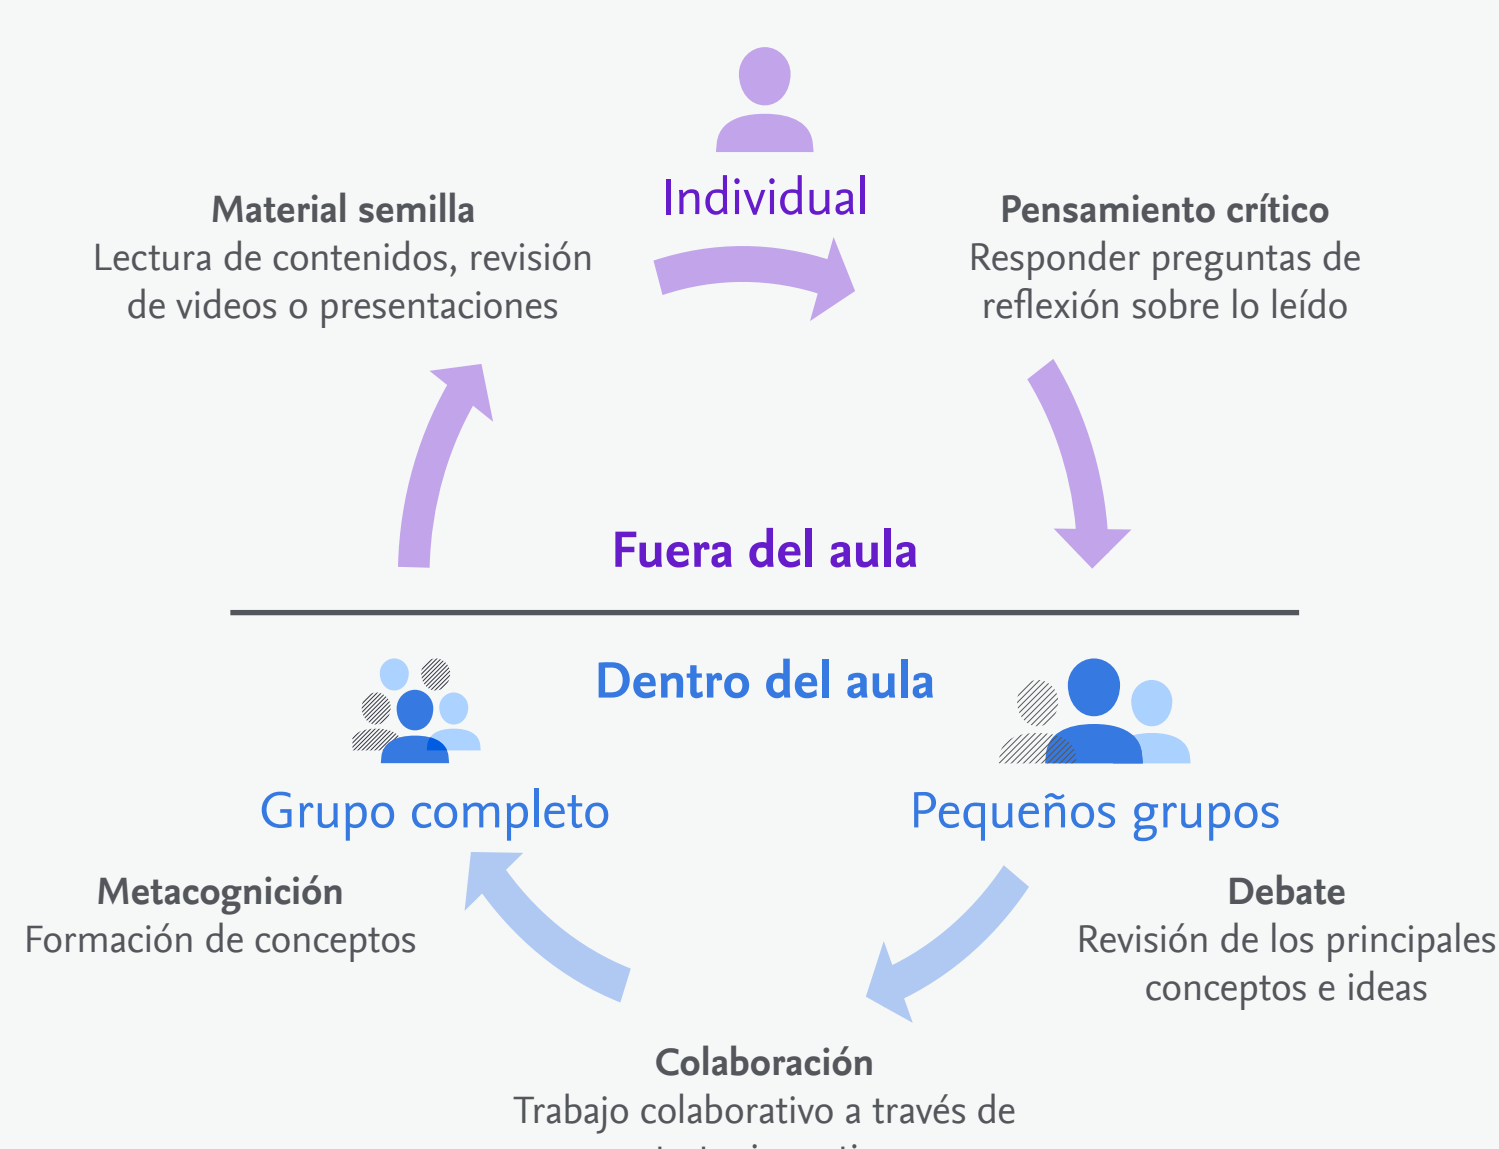 Individual
Material semilla
Lectura de contenidos, revisión
de videos o presentaciones
Pensamiento crítico
Responder preguntas de
reflexión sobre lo leído
Fuera del aula
Dentro del aula
Grupo completo
Pequeños grupos
Metacognición
Formación de conceptos
Debate
Revisión de los principales
conceptos e ideas
Colaboración
Trabajo colaborativo a través de